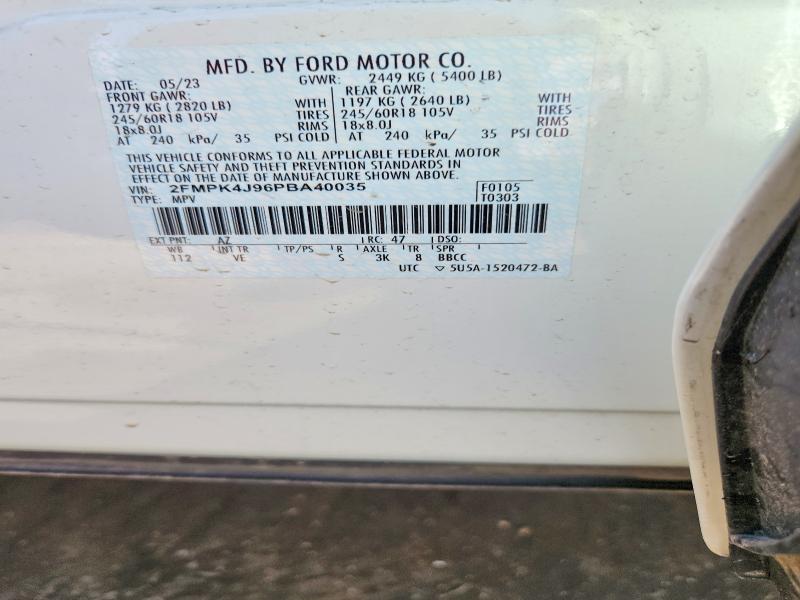 MFD. BY FORD MOTOR CO.
DATE: 05/23 GVWR: 2449 KG ( 5400 LB)
FRONT GAWR: REAR GAWR:
1279 KG ( 2820 LB) WITH 1197 KG ( 2640 LB) WITH
245/60R18 105V TIRES 245/60R18 105V TIRES
18x8.0J RIMS 18x8.0J RIMS
AT 240 kPa/ 35 PSI COLD AT 240 kPa/ 35 PSI COLD
THIS VEHICLE CONFORMS TO ALL APPLICABLE FEDERAL MOTOR
VEHICLE SAFETY AND THEFT PREVENTION STANDARDS IN
EFFECT ON THE DATE OF MANUFACTURE SHOWN ABOVE.
VIN: 2FMPK4J96PBA40035 F0105
TYPE: MPV T0303
EXT PNT: AZ RC: 47 DSO:
WB INT TR TP/PS R AXLE TR SPR
112 VE S 3K 8 BBCC
UTC ▽ 5U5A-1520472-BA